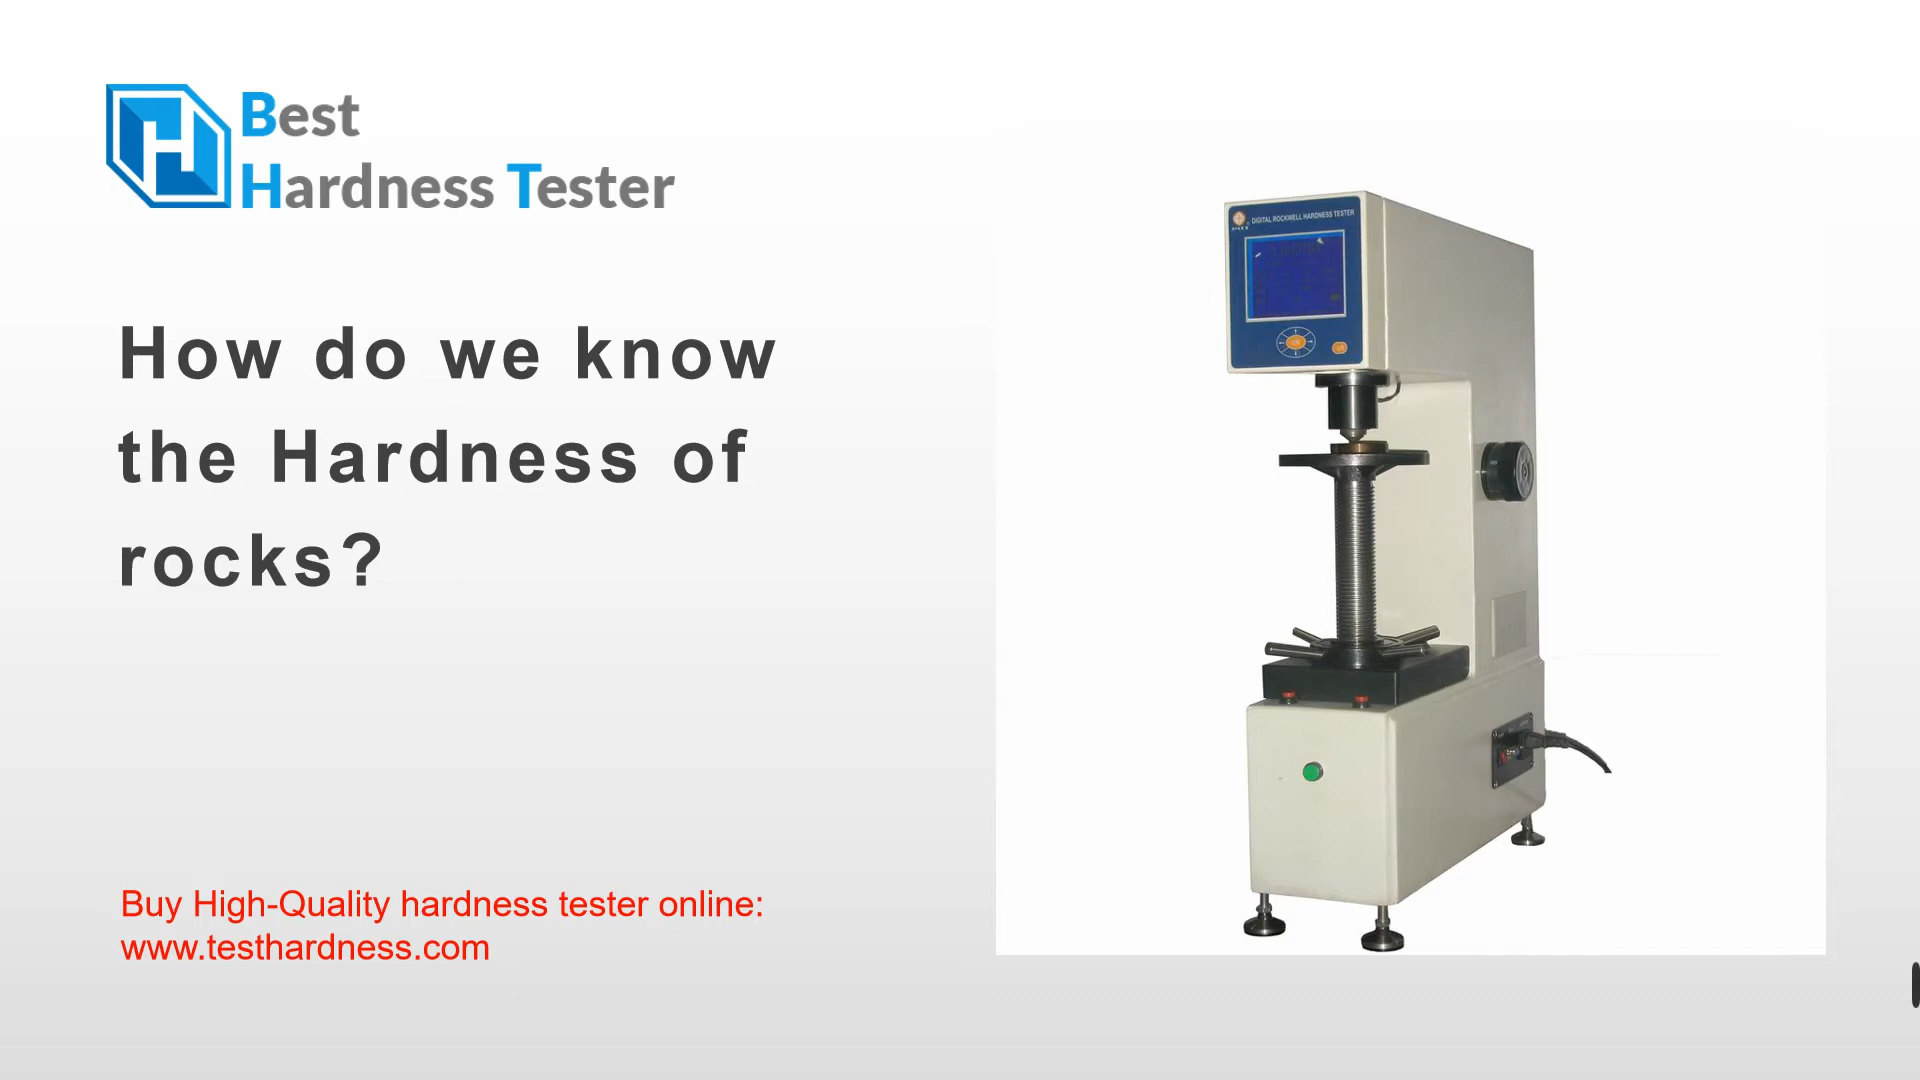 Best
Hardness Tester
How do we know
the Hardness of
rocks?
Buy High-Quality hardness tester online:
www.testhardness.com
DIGITAL ROCKWELL HARDNESS TESTER
OK